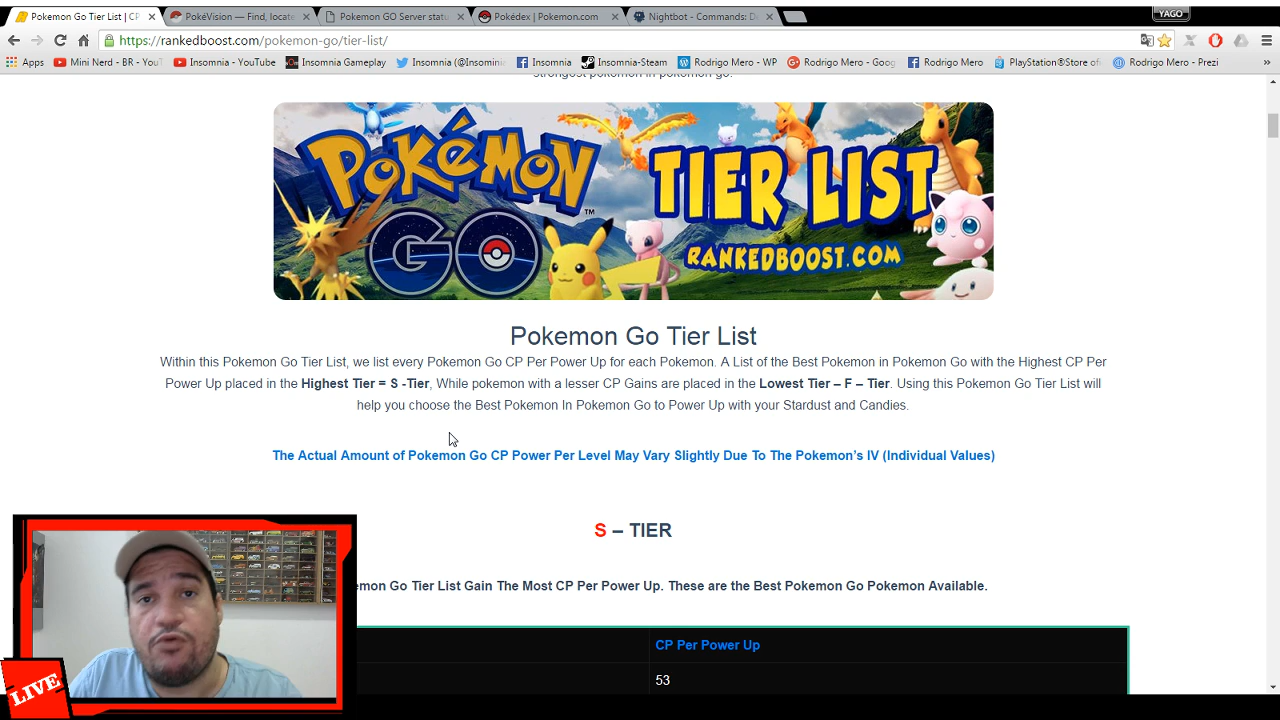 Pokemon Go Tier List | CP
PokéVision — Find, locate
Pokemon GO Server statu
Pokédex | Pokemon.com
Nightbot - Commands: D
YAGO
https://rankedboost.com/pokemon-go/tier-list/
Apps
Mini Nerd - BR - You
Insomnia - YouTube
Insomnia Gameplay
Insomnia (@Insomni
Insomnia
Insomnia-Steam
Rodrigo Mero - WP
Rodrigo Mero - Goog
Rodrigo Mero
PlayStation®Store of
Rodrigo Mero - Prezi
»
strongest pokemon in pokemon go.
POKéMON
TM
GO
TIER LIST
RANKEDBOOST.COM
Pokemon Go Tier List
Within this Pokemon Go Tier List, we list every Pokemon Go CP Per Power Up for each Pokemon. A List of the Best Pokemon in Pokemon Go with the Highest CP Per
Power Up placed in the Highest Tier = S -Tier, While pokemon with a lesser CP Gains are placed in the Lowest Tier – F – Tier. Using this Pokemon Go Tier List will
help you choose the Best Pokemon In Pokemon Go to Power Up with your Stardust and Candies.
The Actual Amount of Pokemon Go CP Power Per Level May Vary Slightly Due To The Pokemon's IV (Individual Values)
S – TIER
emon Go Tier List Gain The Most CP Per Power Up. These are the Best Pokemon Go Pokemon Available.
CP Per Power Up
53
LIVE